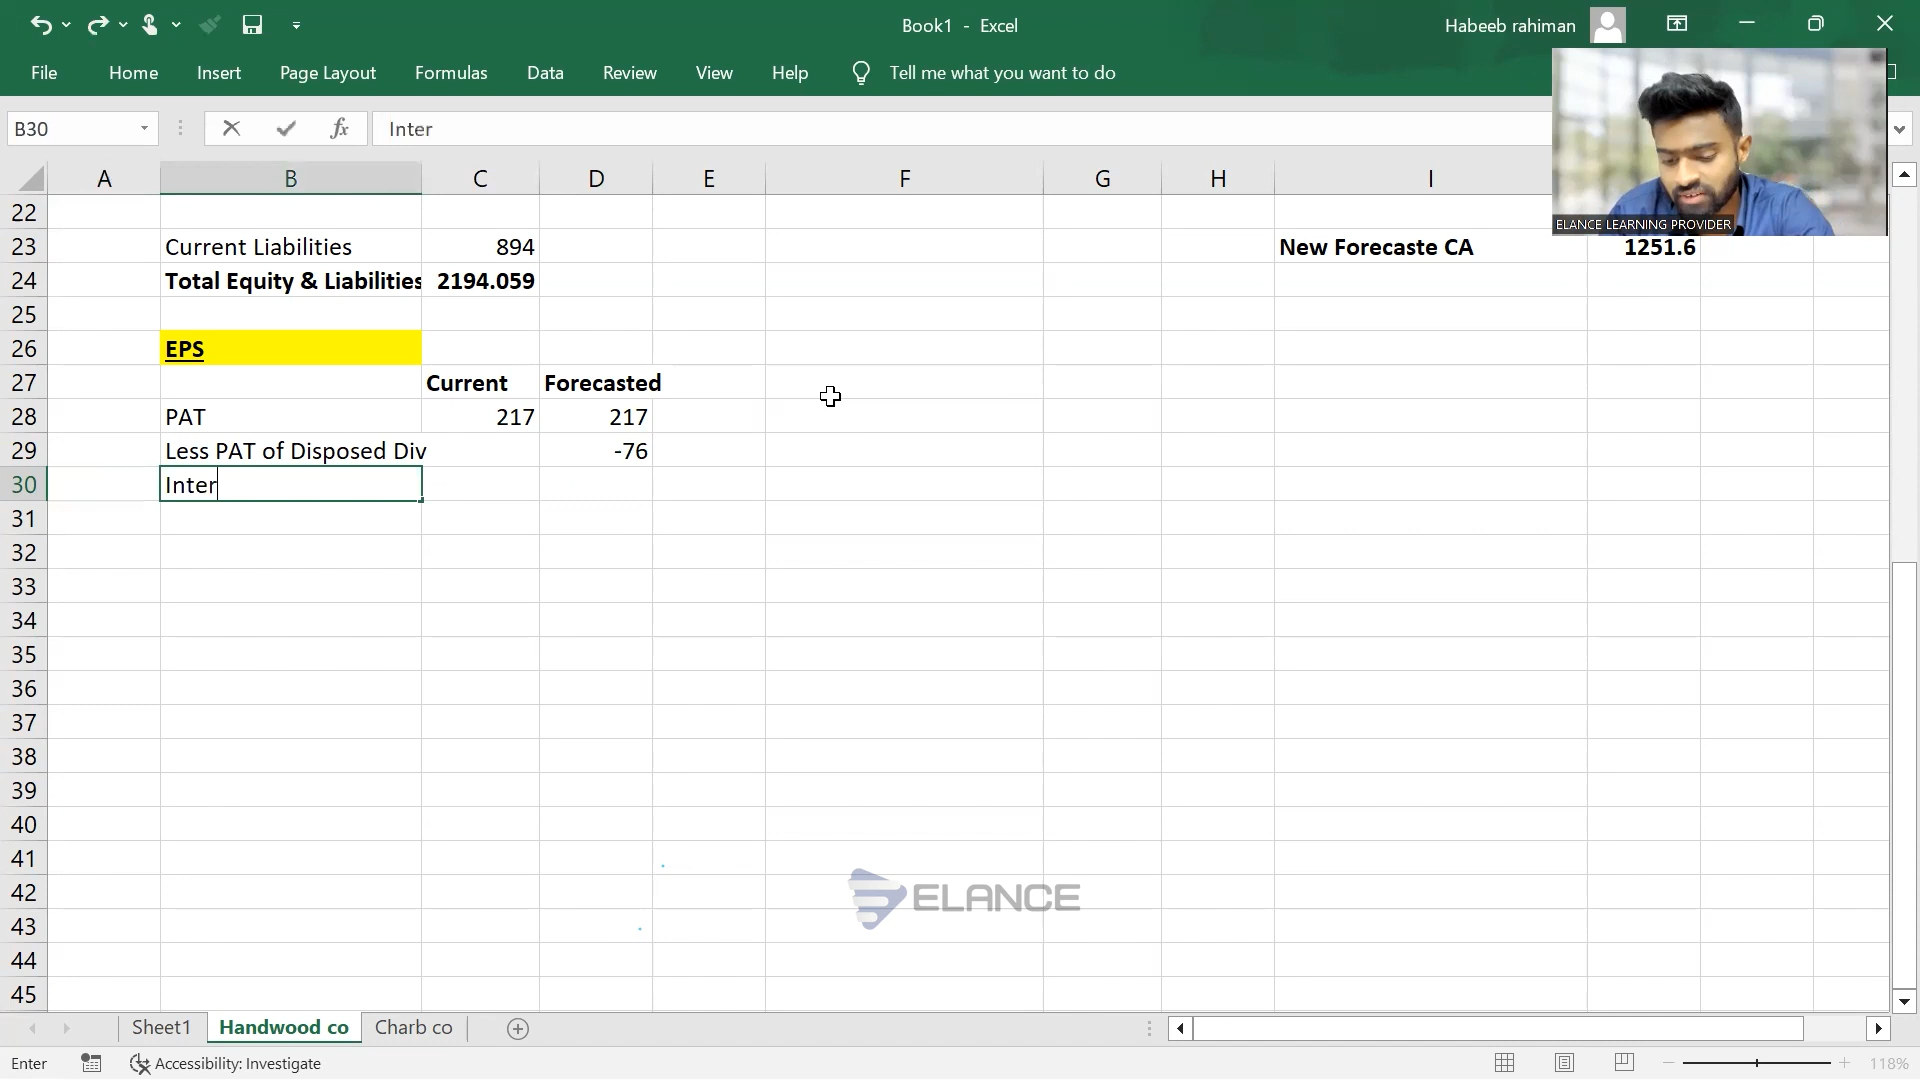 Book1 - Excel
Habeeb rahiman
File Home Insert Page Layout Formulas Data Review View Help Tell me what you want to do
B30 fx Inter
ELANCE LEARNING PROVIDER
A B C D E F G H I
22
23 Current Liabilities 894 New Forecaste CA 1251.6
24 Total Equity & Liabilities 2194.059
25
26 EPS
27 Current Forecasted
28 PAT 217 217
29 Less PAT of Disposed Div -76
30 Inter
31
32
33
34
35
36
37
38
39
40
41
42 ELANCE
43
44
45
Sheet1 Handwood co Charb co
Enter Accessibility: Investigate 118%